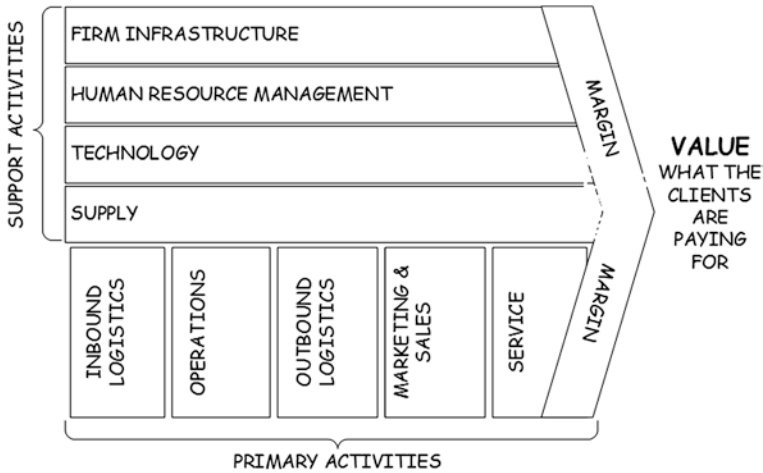 SUPPORT ACTIVITIES
FIRM INFRASTRUCTURE
HUMAN RESOURCE MANAGEMENT
TECHNOLOGY
SUPPLY
MARGIN
VALUE
WHAT THE
CLIENTS
ARE
PAYING
FOR
INBOUND
LOGISTICS
OPERATIONS
OUTBOUND
LOGISTICS
MARKETING &
SALES
SERVICE
MARGIN
PRIMARY ACTIVITIES